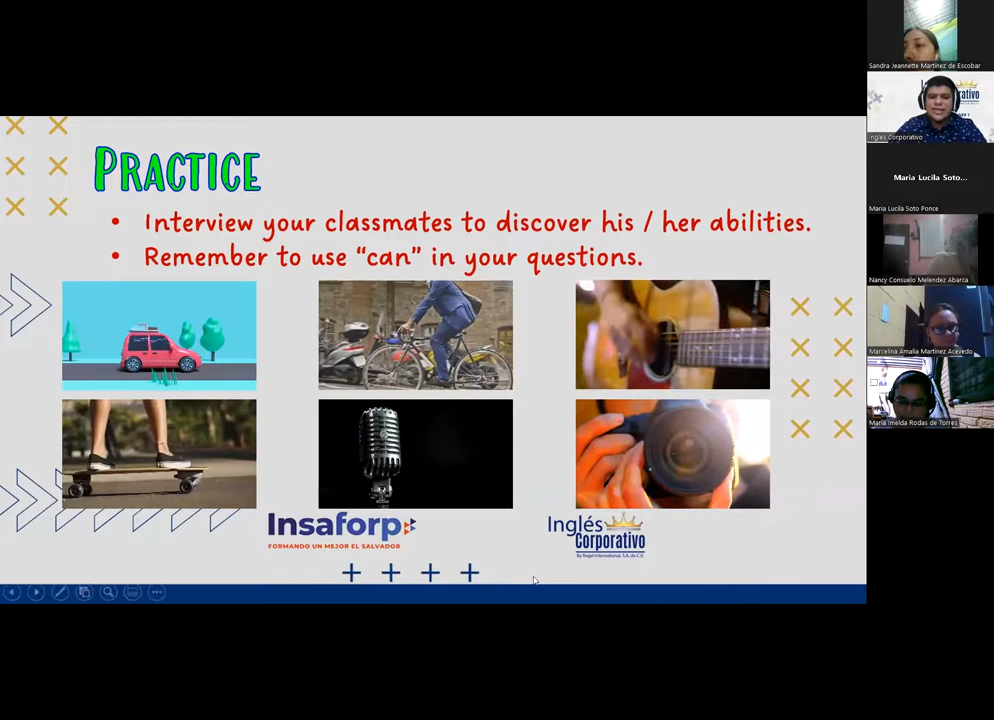 PRACTICE
• Interview your classmates to discover his / her abilities.
• Remember to use “can” in your questions.
Insaforp
FORMANDO UN MEJOR EL SALVADOR
Inglés
Corporativo
By Regal International, S.A. de C.V.
Sandra Jeannette Martinez de Escobar
Inglés Corporativo
Maria Lucila Soto...
Maria Lucila Soto Ponce
Nancy Consuelo Melendez Abarca
Marcelina Amalia Martinez Acevedo
Maria Imelda Rodas de Torres